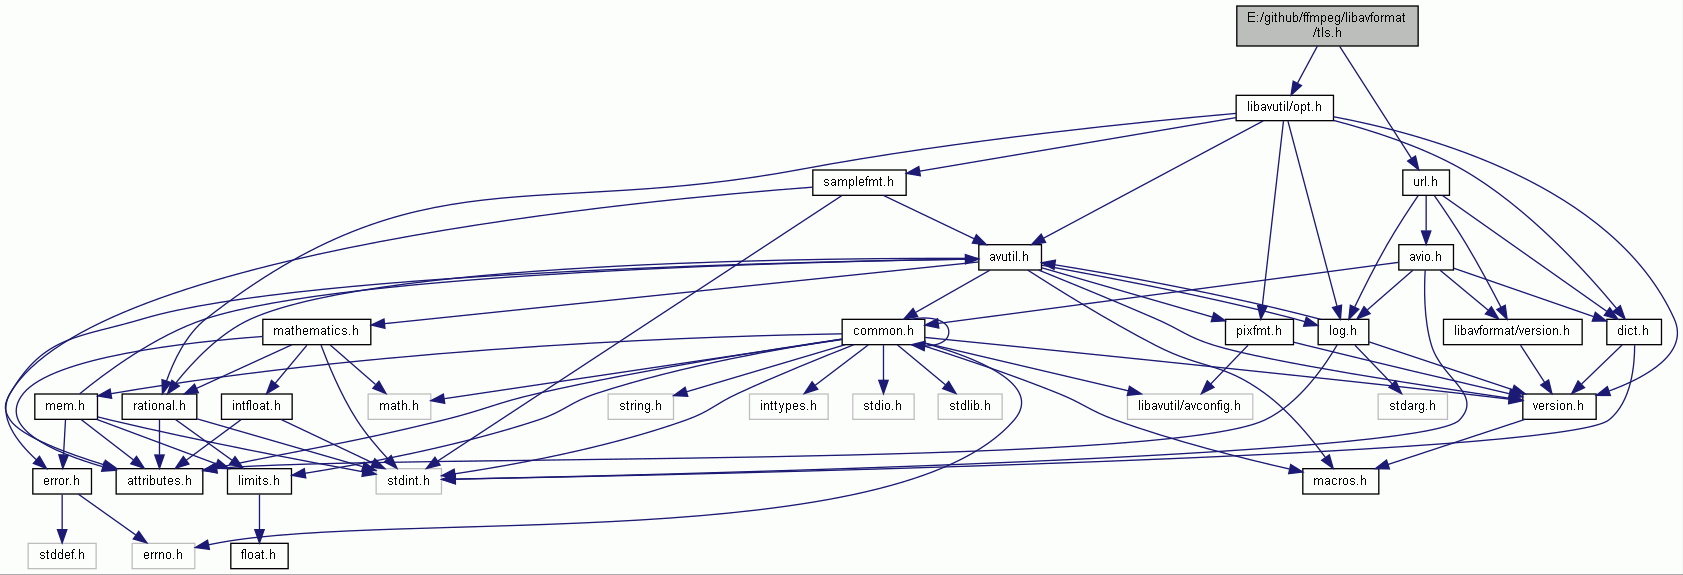 E:/github/ffmpeg/libavformat
/tls.h
libavutil/opt.h
samplefmt.h
url.h
avutil.h
avio.h
mathematics.h
common.h
pixfmt.h
log.h
libavformat/version.h
dict.h
mem.h
rational.h
intfloat.h
math.h
string.h
inttypes.h
stdio.h
stdlib.h
libavutil/avconfig.h
stdarg.h
version.h
error.h
attributes.h
limits.h
stdint.h
macros.h
stddef.h
errno.h
float.h